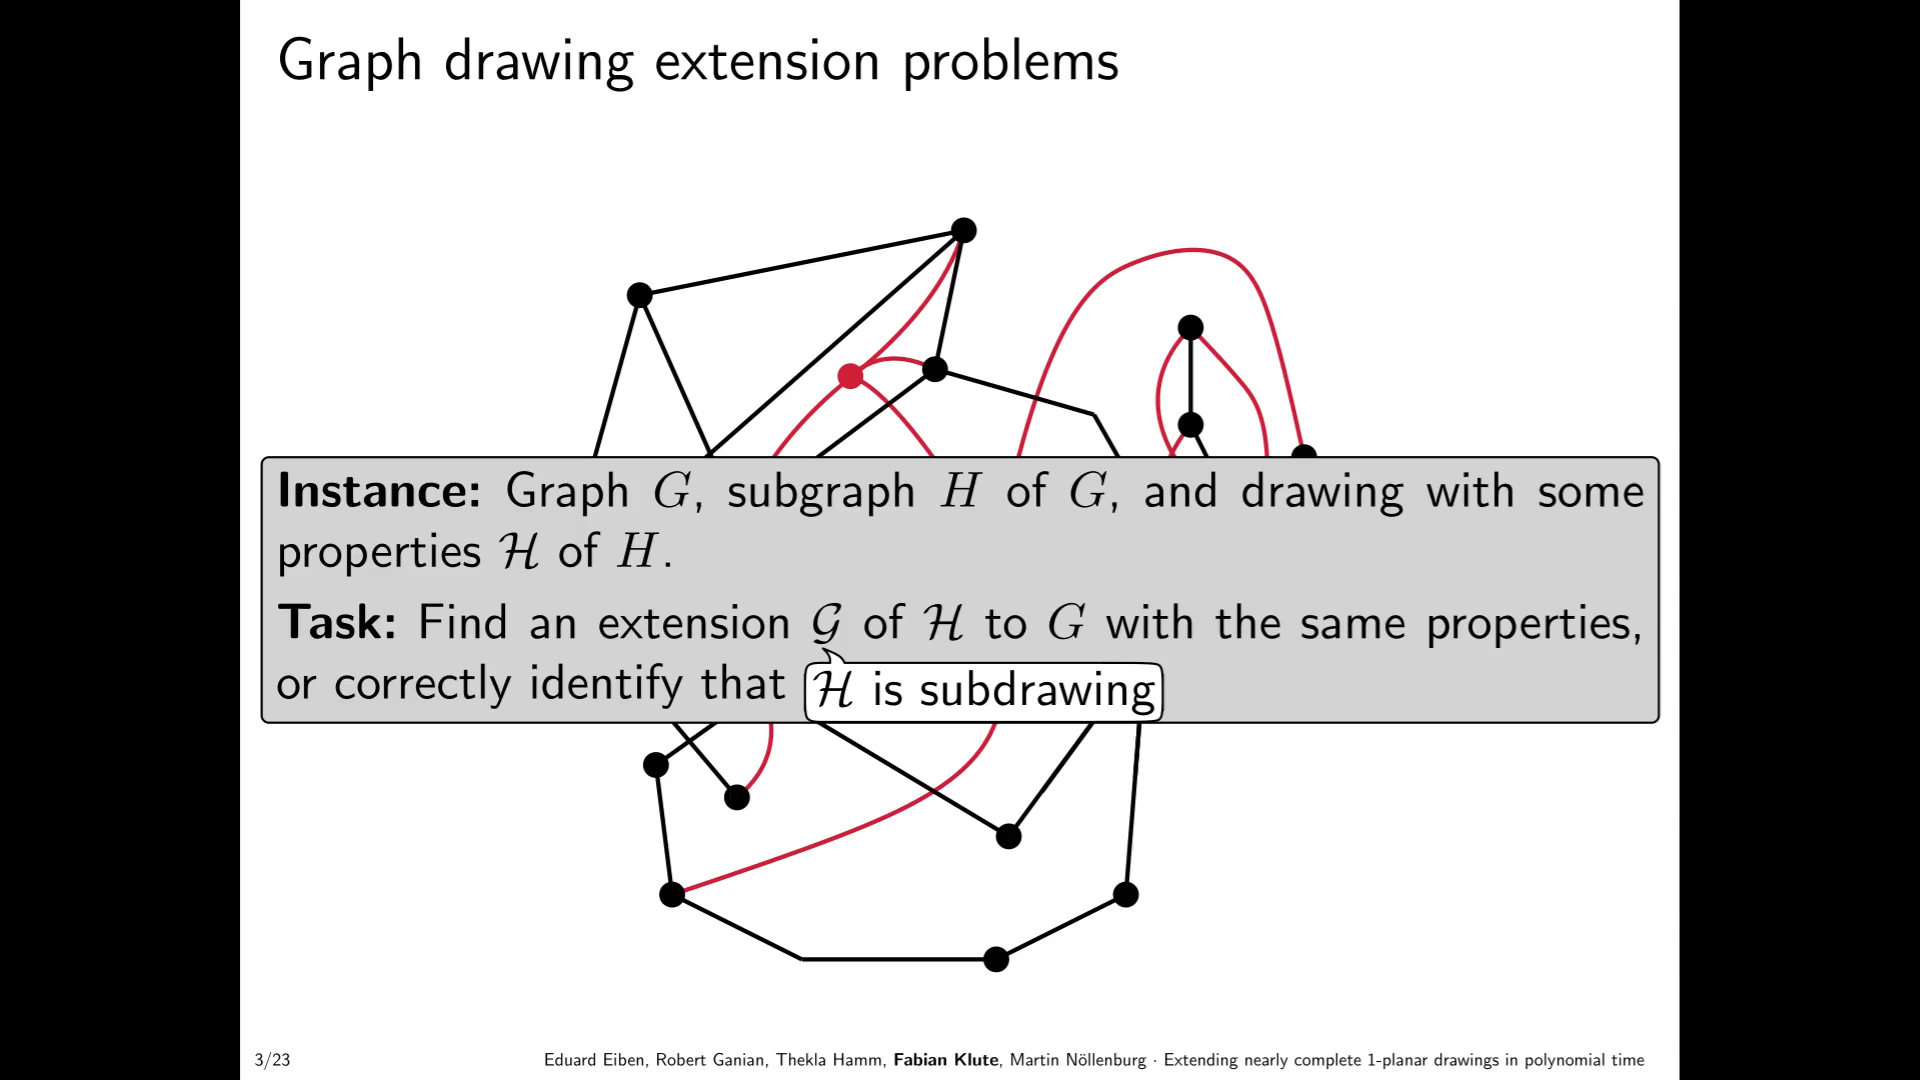 Graph drawing extension problems
Instance: Graph G, subgraph H of G, and drawing with some
properties ℋ of H.
Task: Find an extension 𝒢 of ℋ to G with the same properties,
or correctly identify that
ℋ is subdrawing
3/23
Eduard Eiben, Robert Ganian, Thekla Hamm, Fabian Klute, Martin Nöllenburg · Extending nearly complete 1-planar drawings in polynomial time